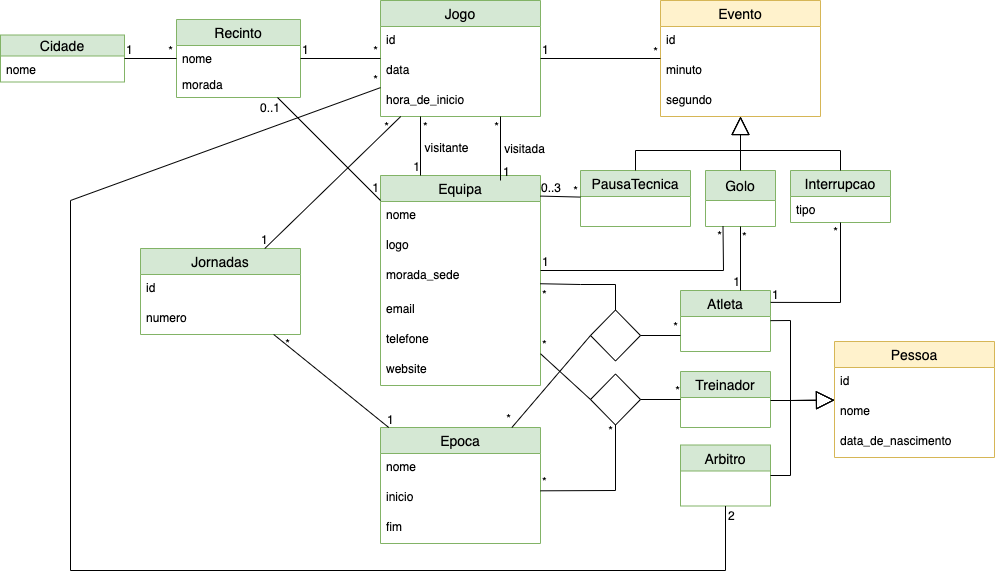 Cidade
nome
1
*
Recinto
nome
morada
1
*
0..1
Jogo
id
data
hora_de_inicio
1
*
*
Evento
id
minuto
segundo
*
*
visitante
1
*
visitada
1
1
Equipa
nome
logo
morada_sede
email
telefone
website
0..3
*
PausaTecnica
Golo
Interrupcao
tipo
*
*
*
1
1
1
1
Jornadas
id
numero
*
1
*
*
*
Atleta
*
Treinador
Arbitro
2
Pessoa
id
nome
data_de_nascimento
*
*
*
Epoca
nome
inicio
fim